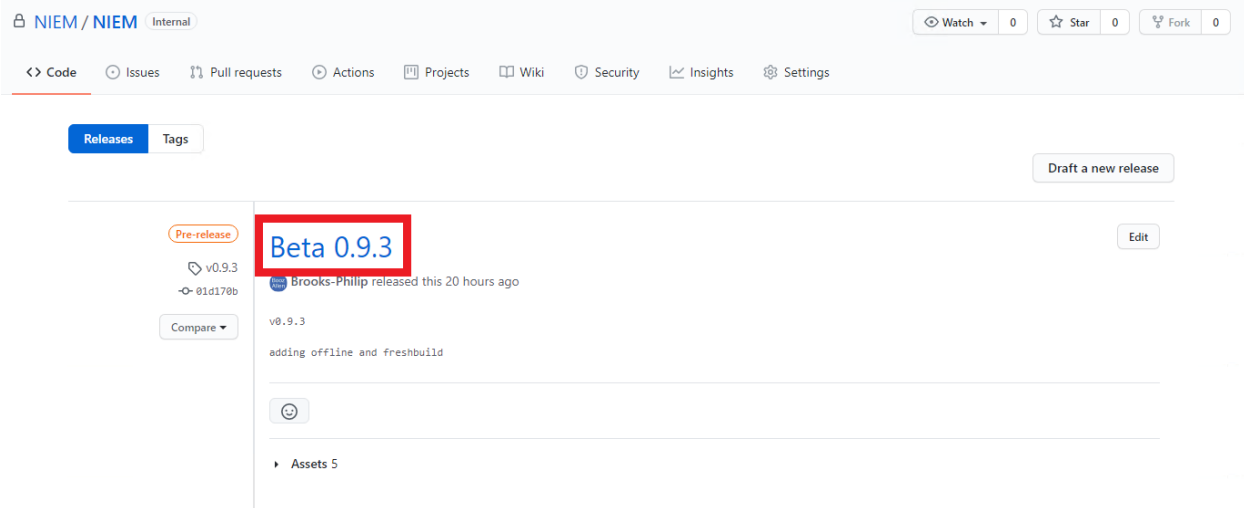 NIEM / NIEM Internal
Watch 0 Star 0 Fork 0
Code Issues Pull requests Actions Projects Wiki Security Insights Settings
Releases Tags
Draft a new release
Pre-release
v0.9.3
01d170b
Compare
Beta 0.9.3
Edit
Brooks-Philip released this 20 hours ago
v0.9.3
adding offline and freshbuild
Assets 5